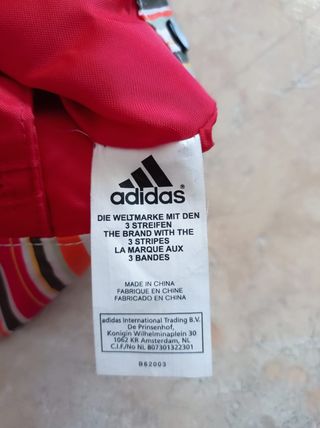 adidas
DIE WELTMARKE MIT DEN
3 STREIFEN
THE BRAND WITH THE
3 STRIPES
LA MARQUE AUX
3 BANDES
MADE IN CHINA
FABRIQUE EN CHINE
FABRICADO EN CHINA
adidas International Trading B.V.
De Prinsenhof,
Konigin Wilhelminaplein 30
1062 KR Amsterdam, NL
C.I.F./No NL B07301322301
B62003